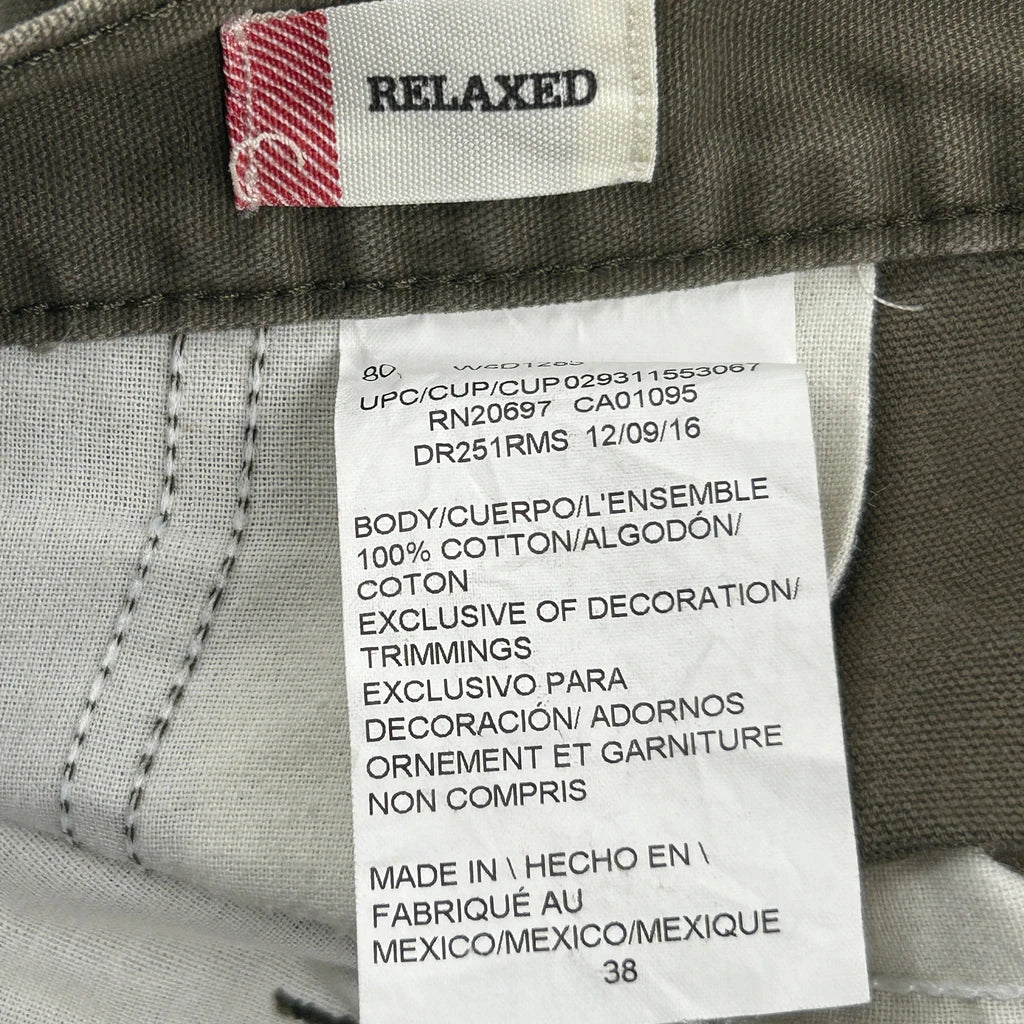 RELAXED
80
UPC/CUP/CUP 029311553067
RN20697 CA01095
DR251RMS 12/09/16
BODY/CUERPO/L'ENSEMBLE
100% COTTON/ALGODÓN/
COTON
EXCLUSIVE OF DECORATION/
TRIMMINGS
EXCLUSIVO PARA
DECORACIÓN/ ADORNOS
ORNEMENT ET GARNITURE
NON COMPRIS
MADE IN \ HECHO EN \
FABRIQUÉ AU
MEXICO/MEXICO/MEXIQUE
38